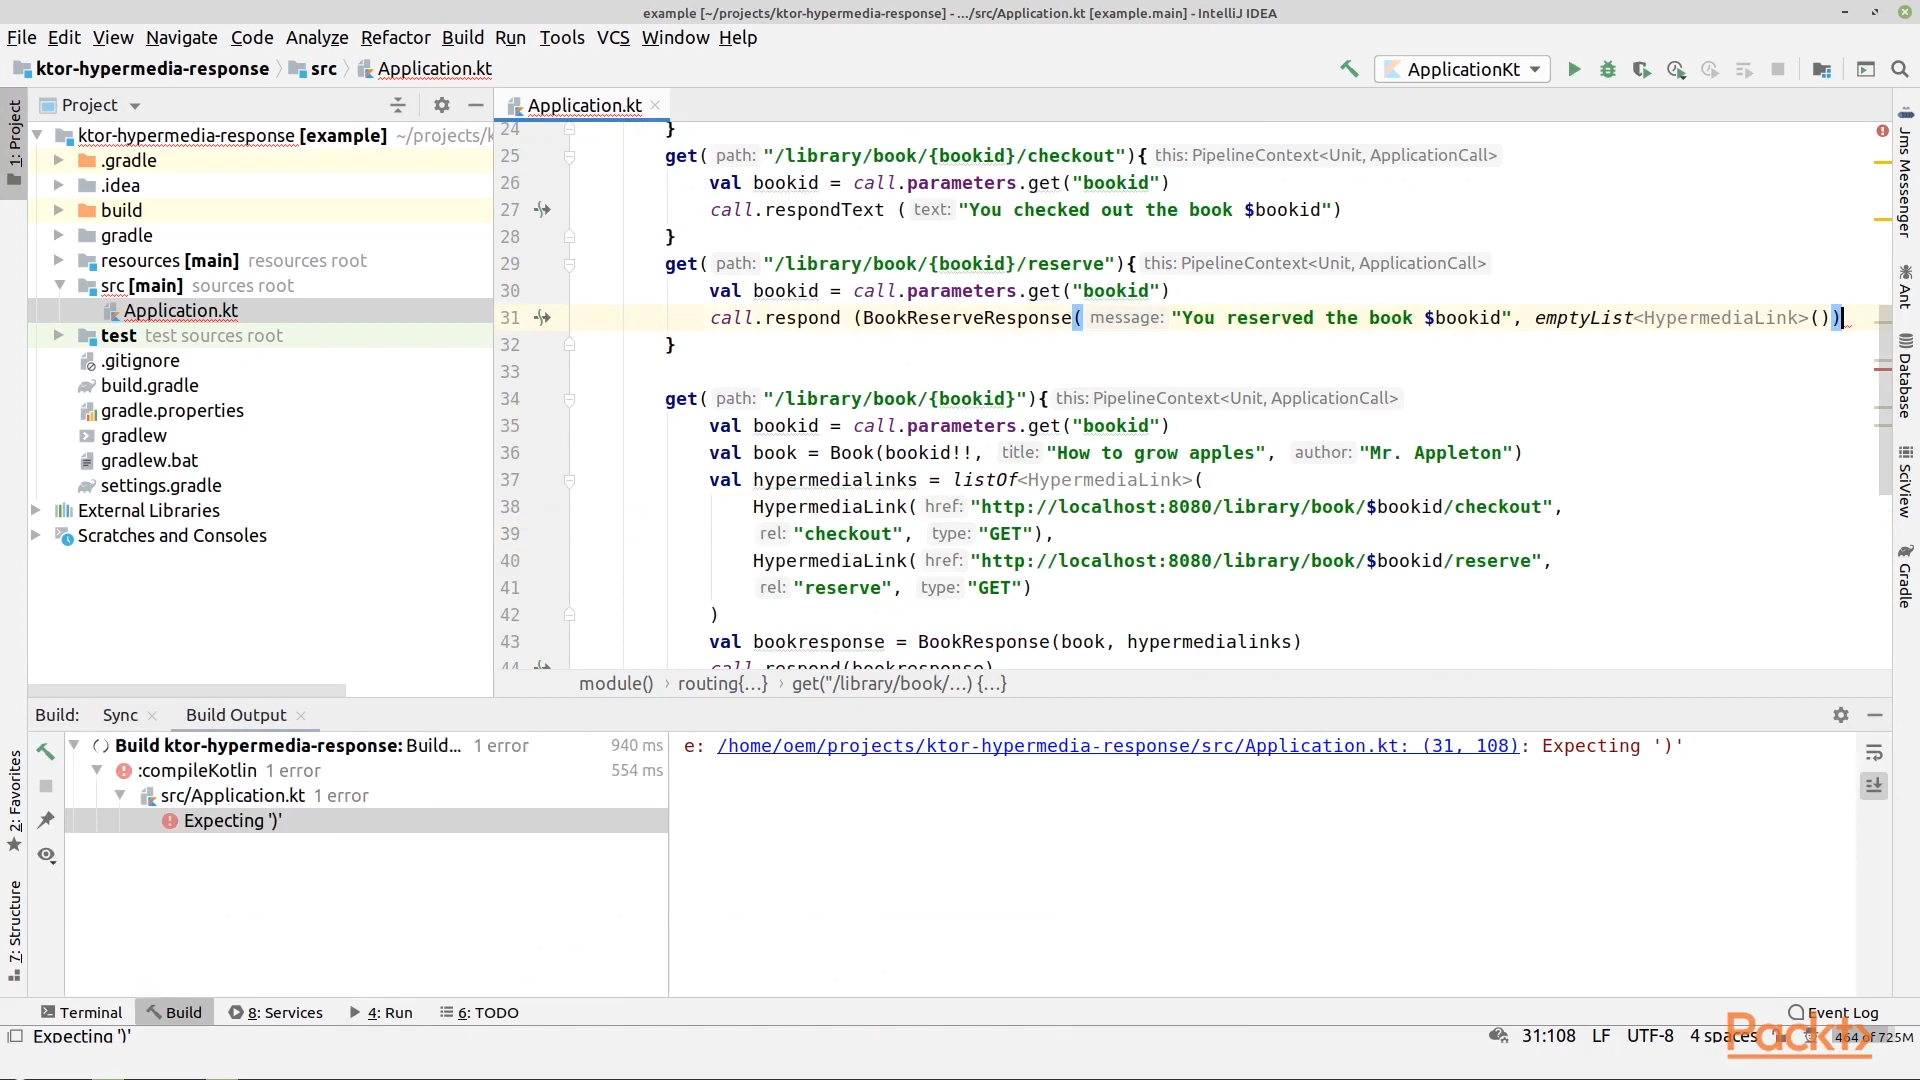 example [~/projects/ktor-hypermedia-response] - .../src/Application.kt [example.main] - IntelliJ IDEA
File Edit View Navigate Code Analyze Refactor Build Run Tools VCS Window Help
ktor-hypermedia-response src Application.kt
ApplicationKt
1: Project
Project
ktor-hypermedia-response [example] ~/projects/k
.gradle
.idea
build
gradle
resources [main] resources root
src [main] sources root
Application.kt
test test sources root
.gitignore
build.gradle
gradle.properties
gradlew
gradlew.bat
settings.gradle
External Libraries
Scratches and Consoles
Application.kt
24 }
25 get( path: "/library/book/{bookid}/checkout"){ this: PipelineContext<Unit, ApplicationCall>
26 val bookid = call.parameters.get("bookid")
27 call.respondText ( text: "You checked out the book $bookid")
28 }
29 get( path: "/library/book/{bookid}/reserve"){ this: PipelineContext<Unit, ApplicationCall>
30 val bookid = call.parameters.get("bookid")
31 call.respond (BookReserveResponse( message: "You reserved the book $bookid", emptyList<HypermediaLink>())
32 }
33
34 get( path: "/library/book/{bookid}"){ this: PipelineContext<Unit, ApplicationCall>
35 val bookid = call.parameters.get("bookid")
36 val book = Book(bookid!!, title: "How to grow apples", author: "Mr. Appleton")
37 val hypermedialinks = listOf<HypermediaLink>(
38 HypermediaLink( href: "http://localhost:8080/library/book/$bookid/checkout",
39 rel: "checkout", type: "GET"),
40 HypermediaLink( href: "http://localhost:8080/library/book/$bookid/reserve",
41 rel: "reserve", type: "GET")
42 )
43 val bookresponse = BookResponse(book, hypermedialinks)
44 call.respond(bookresponse)
module() › routing{...} › get("/library/book/...) {...}
Jms Messenger
Ant
Database
SciView
Gradle
Build: Sync Build Output
Build ktor-hypermedia-response: Build... 1 error 940 ms
:compileKotlin 1 error 554 ms
src/Application.kt 1 error
Expecting ')'
e: /home/oem/projects/ktor-hypermedia-response/src/Application.kt: (31, 108): Expecting ')'
2: Favorites
7: Structure
Terminal Build 8: Services 4: Run 6: TODO Event Log
Expecting ')' 31:108 LF UTF-8 4 spaces 464 of 725M
Packt>